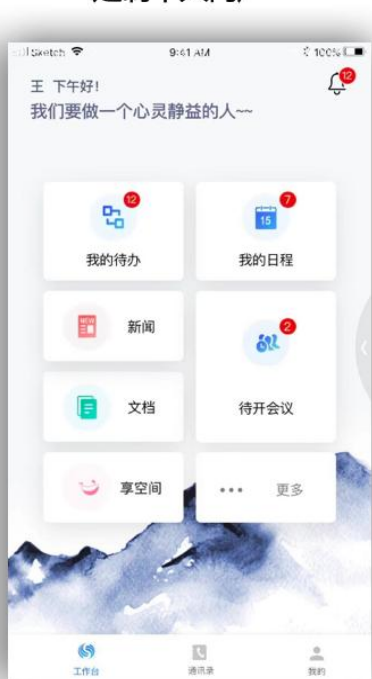 Sketch
9:41 AM
100%
12
王 下午好!
我们要做一个心灵静益的人~~
12
我的待办
7
15
我的日程
NEW
新闻
2
待开会议
文档
享空间
••• 更多
工作台
通讯录
我的